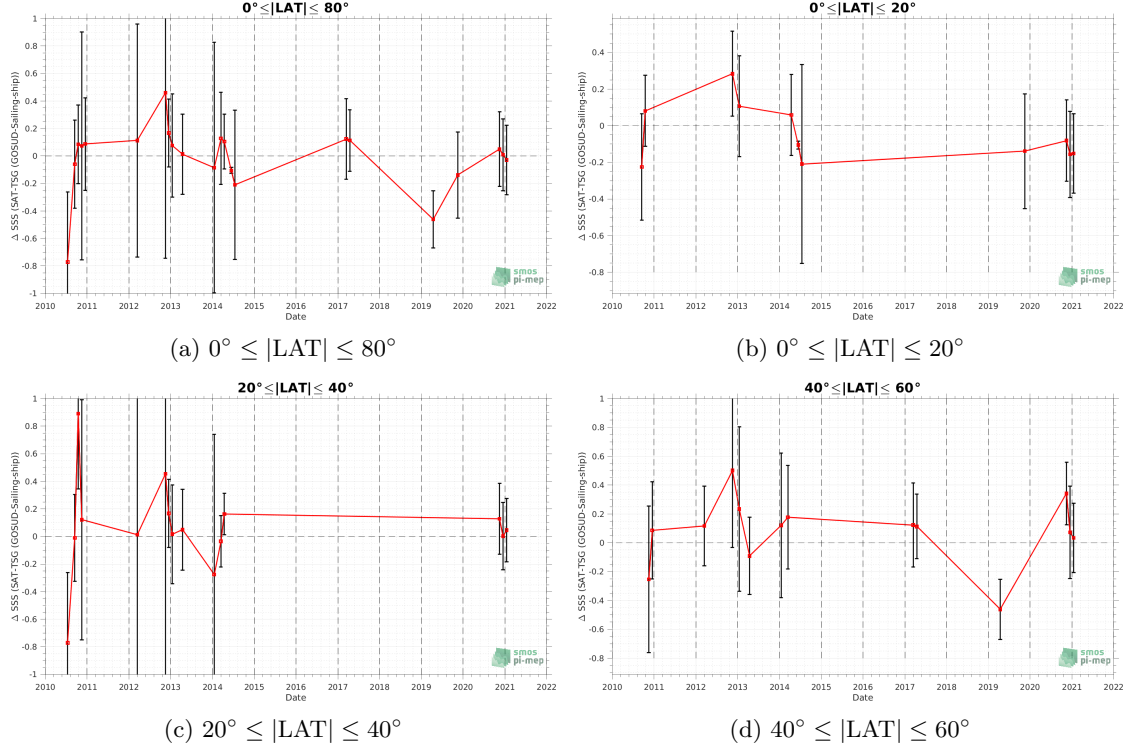 0°≤|LAT|≤ 80°
Δ SSS (SAT-TSG (GOSUD-Sailing-ship))
1
0.8
0.6
0.4
0.2
0
-0.2
-0.4
-0.6
-0.8
-1
2010 2011 2012 2013 2014 2015 2016 2017 2018 2019 2020 2021 2022
Date
smos
pi-mep
(a) 0° ≤ |LAT| ≤ 80°
0°≤|LAT|≤ 20°
Δ SSS (SAT-TSG (GOSUD-Sailing-ship))
0.4
0.2
0
-0.2
-0.4
-0.6
-0.8
2010 2011 2012 2013 2014 2015 2016 2017 2018 2019 2020 2021 2022
Date
smos
pi-mep
(b) 0° ≤ |LAT| ≤ 20°
20°≤|LAT|≤ 40°
Δ SSS (SAT-TSG (GOSUD-Sailing-ship))
1
0.8
0.6
0.4
0.2
0
-0.2
-0.4
-0.6
-0.8
-1
2010 2011 2012 2013 2014 2015 2016 2017 2018 2019 2020 2021 2022
Date
smos
pi-mep
(c) 20° ≤ |LAT| ≤ 40°
40°≤|LAT|≤ 60°
Δ SSS (SAT-TSG (GOSUD-Sailing-ship))
1
0.8
0.6
0.4
0.2
0
-0.2
-0.4
-0.6
-0.8
2010 2011 2012 2013 2014 2015 2016 2017 2018 2019 2020 2021 2022
Date
smos
pi-mep
(d) 40° ≤ |LAT| ≤ 60°